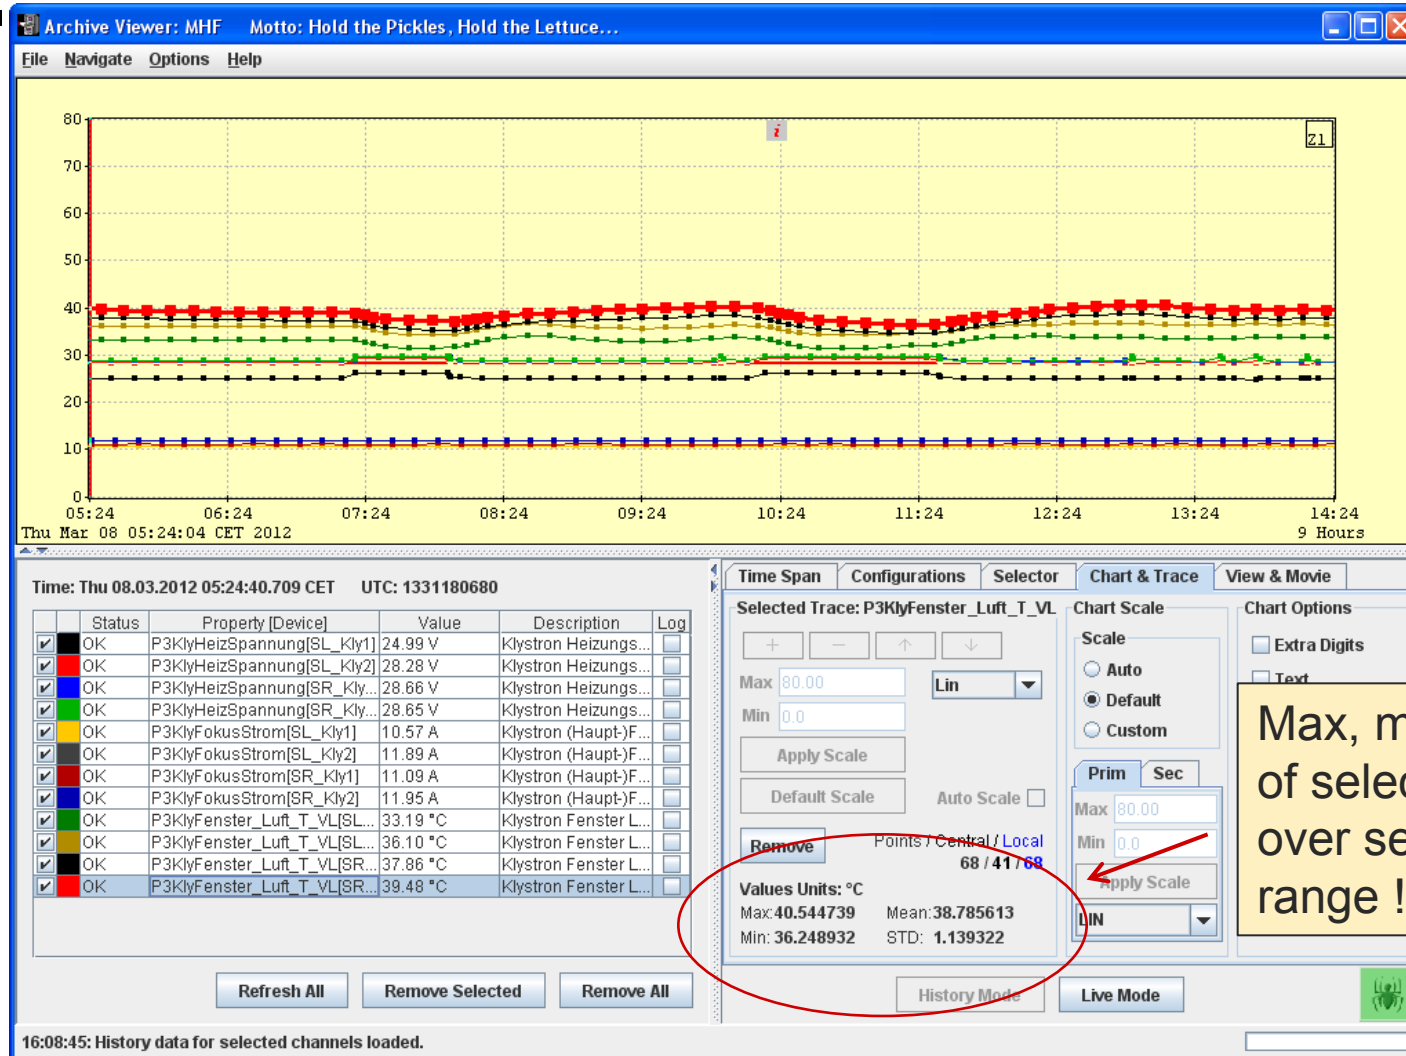 Archive Viewer: MHF Motto: Hold the Pickles, Hold the Lettuce...
File Navigate Options Help
80
70
60
50
40
30
20
10
0
i
Z1
05:24 06:24 07:24 08:24 09:24 10:24 11:24 12:24 13:24 14:24
Thu Mar 08 05:24:04 CET 2012 9 Hours
Time: Thu 08.03.2012 05:24:40.709 CET UTC: 1331180680
Status Property [Device] Value Description Log
OK P3KlyHeizSpannung[SL_Kly1] 24.99 V Klystron Heizungs...
OK P3KlyHeizSpannung[SL_Kly2] 28.28 V Klystron Heizungs...
OK P3KlyHeizSpannung[SR_Kly... 28.66 V Klystron Heizungs...
OK P3KlyHeizSpannung[SR_Kly... 28.65 V Klystron Heizungs...
OK P3KlyFokusStrom[SL_Kly1] 10.57 A Klystron (Haupt-)F...
OK P3KlyFokusStrom[SL_Kly2] 11.89 A Klystron (Haupt-)F...
OK P3KlyFokusStrom[SR_Kly1] 11.09 A Klystron (Haupt-)F...
OK P3KlyFokusStrom[SR_Kly2] 11.95 A Klystron (Haupt-)F...
OK P3KlyFenster_Luft_T_VL[SL... 33.19 °C Klystron Fenster L...
OK P3KlyFenster_Luft_T_VL[SL... 36.10 °C Klystron Fenster L...
OK P3KlyFenster_Luft_T_VL[SR... 37.86 °C Klystron Fenster L...
OK P3KlyFenster_Luft_T_VL[SR... 39.48 °C Klystron Fenster L...
Refresh All Remove Selected Remove All
Time Span Configurations Selector Chart & Trace View & Movie
Selected Trace: P3KlyFenster_Luft_T_VL
+ – ↑ ↓
Max 80.00 Lin
Min 0.0
Apply Scale
Default Scale Auto Scale
Remove Points / Central / Local
68 / 41 / 68
Values Units: °C
Max: 40.544739 Mean: 38.785613
Min: 36.248932 STD: 1.139322
Chart Scale
Scale
Auto
Default
Custom
Prim Sec
Max 80.00
Min 0.0
Apply Scale
LIN
Chart Options
Extra Digits
Text
Max, m
of selec
over se
range !
History Mode Live Mode
16:08:45: History data for selected channels loaded.